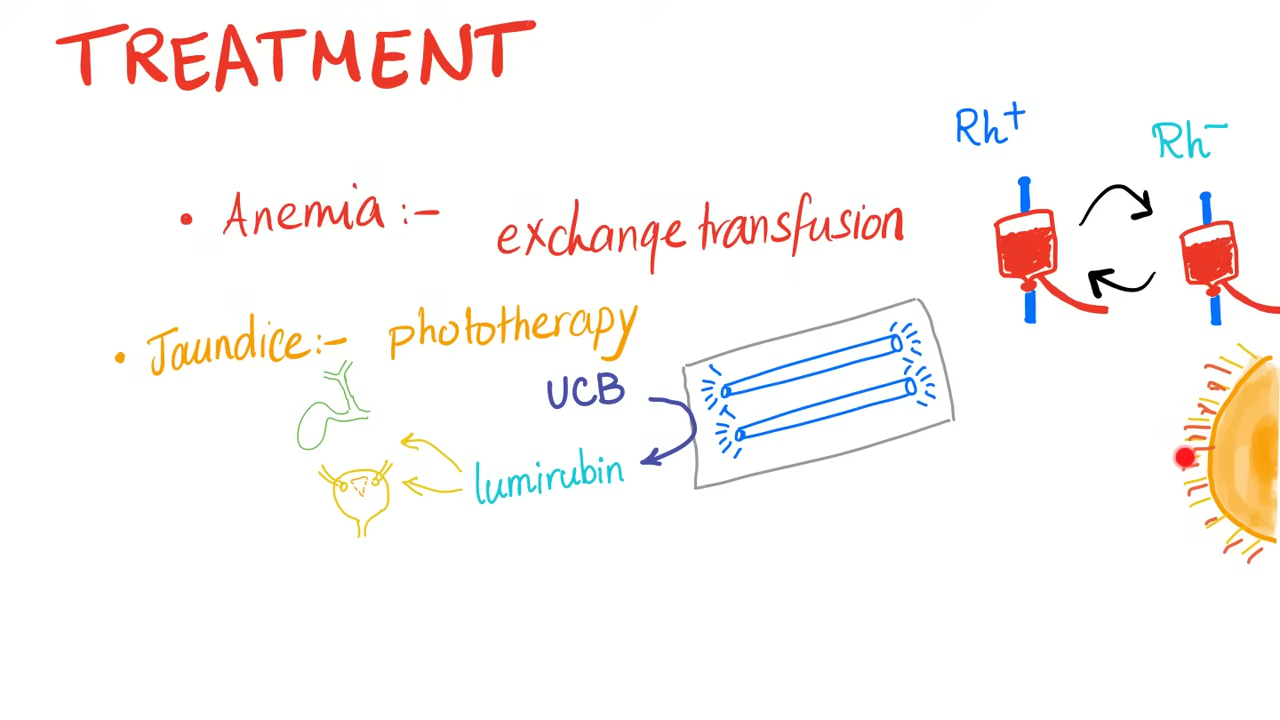 TREATMENT
Rh+ Rh-
• Anemia :- exchange transfusion
• Jaundice :- phototherapy
UCB
lumirubin